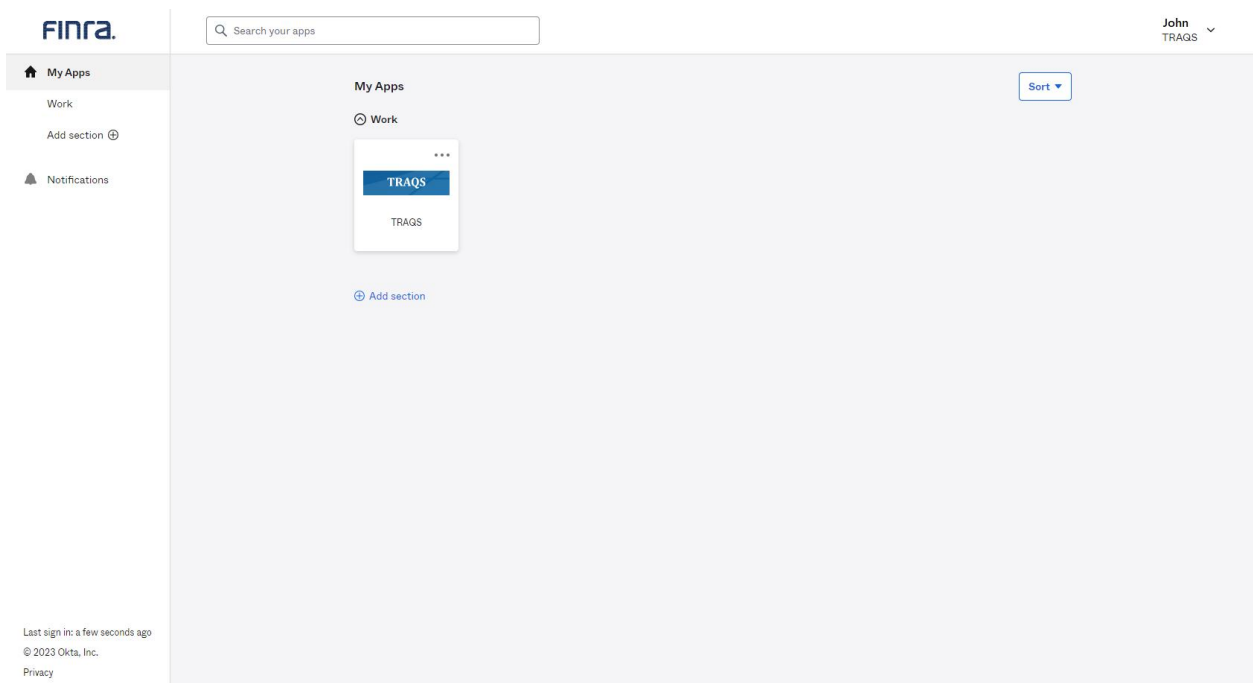 FINRA.
Search your apps
John
TRAQS
My Apps
Work
Add section
Notifications
My Apps
Sort
Work
TRAQS
TRAQS
Add section
Last sign in: a few seconds ago
© 2023 Okta, Inc.
Privacy